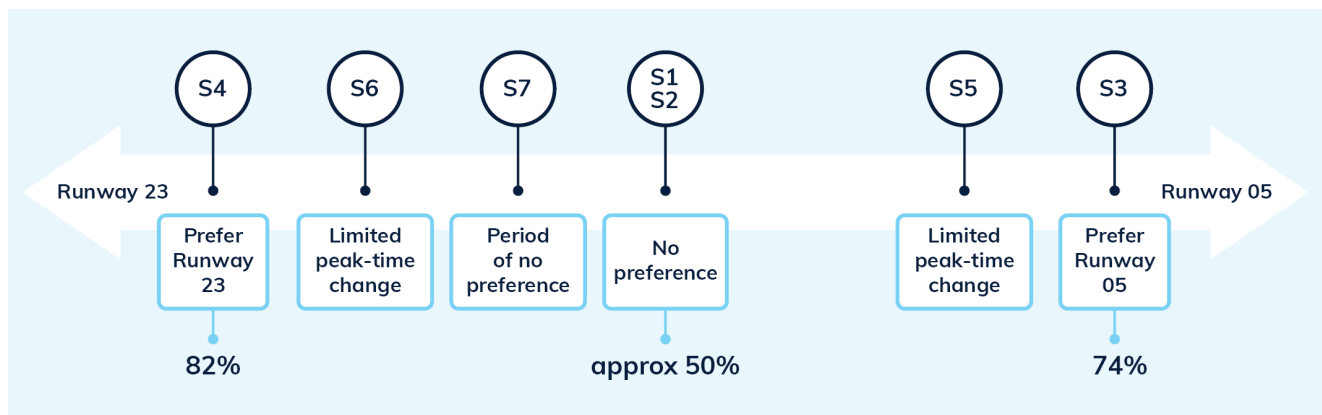 S4
S6
S7
S1
S2
S5
S3
Runway 23
Runway 05
Prefer
Runway
23
Limited
peak-time
change
Period
of no
preference
No
preference
Limited
peak-time
change
Prefer
Runway
05
82%
approx 50%
74%